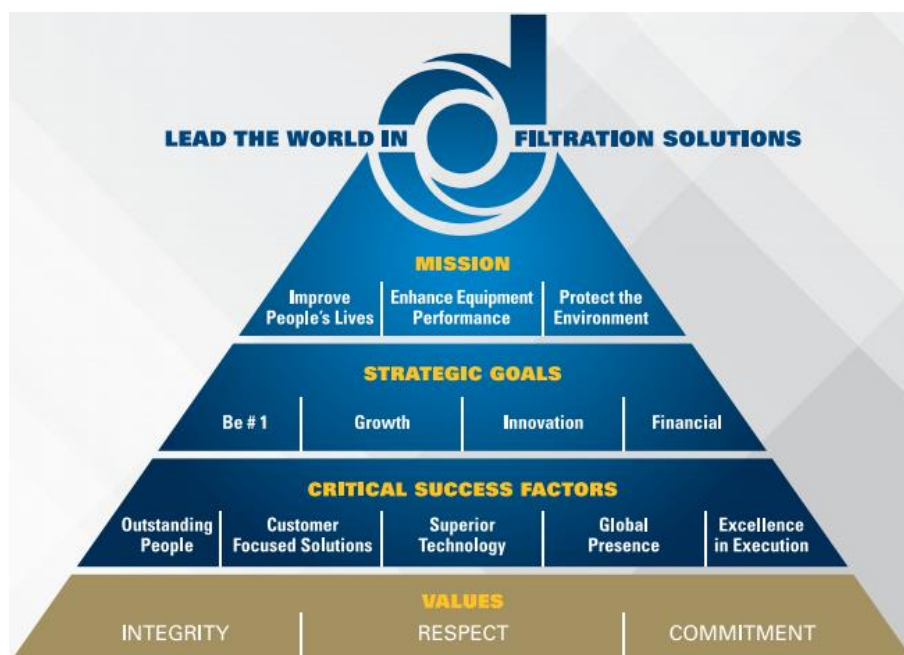 LEAD THE WORLD IN FILTRATION SOLUTIONS
MISSION
Improve People's Lives
Enhance Equipment Performance
Protect the Environment
STRATEGIC GOALS
Be # 1
Growth
Innovation
Financial
CRITICAL SUCCESS FACTORS
Outstanding People
Customer Focused Solutions
Superior Technology
Global Presence
Excellence in Execution
VALUES
INTEGRITY
RESPECT
COMMITMENT